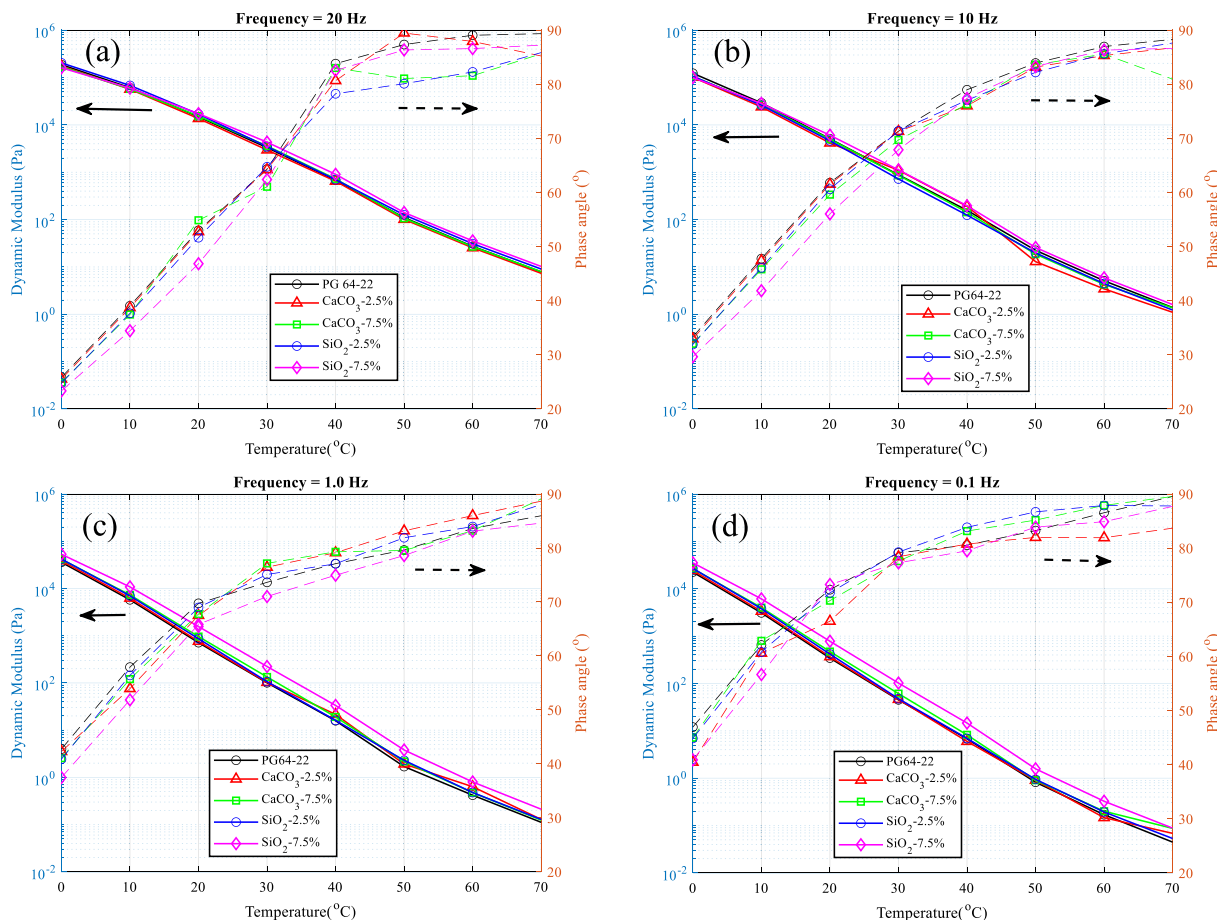 Frequency = 20 Hz
(a)
10^6
10^4
10^2
10^0
10^-2
Dynamic Modulus (Pa)
90
80
70
60
50
40
30
20
Phase angle (°)
PG 64-22
CaCO3-2.5%
CaCO3-7.5%
SiO2-2.5%
SiO2-7.5%
0 10 20 30 40 50 60 70
Temperature(°C)
Frequency = 10 Hz
(b)
10^6
10^4
10^2
10^0
10^-2
Dynamic Modulus (Pa)
90
80
70
60
50
40
30
20
Phase angle (°)
PG64-22
CaCO3-2.5%
CaCO3-7.5%
SiO2-2.5%
SiO2-7.5%
0 10 20 30 40 50 60 70
Temperature(°C)
Frequency = 1.0 Hz
(c)
10^6
10^4
10^2
10^0
10^-2
Dynamic Modulus (Pa)
90
80
70
60
50
40
30
20
Phase angle (°)
PG64-22
CaCO3-2.5%
CaCO3-7.5%
SiO2-2.5%
SiO2-7.5%
0 10 20 30 40 50 60 70
Temperature(°C)
Frequency = 0.1 Hz
(d)
10^6
10^4
10^2
10^0
10^-2
Dynamic Modulus (Pa)
90
80
70
60
50
40
30
20
Phase angle (°)
PG64-22
CaCO3-2.5%
CaCO3-7.5%
SiO2-2.5%
SiO2-7.5%
0 10 20 30 40 50 60 70
Temperature(°C)